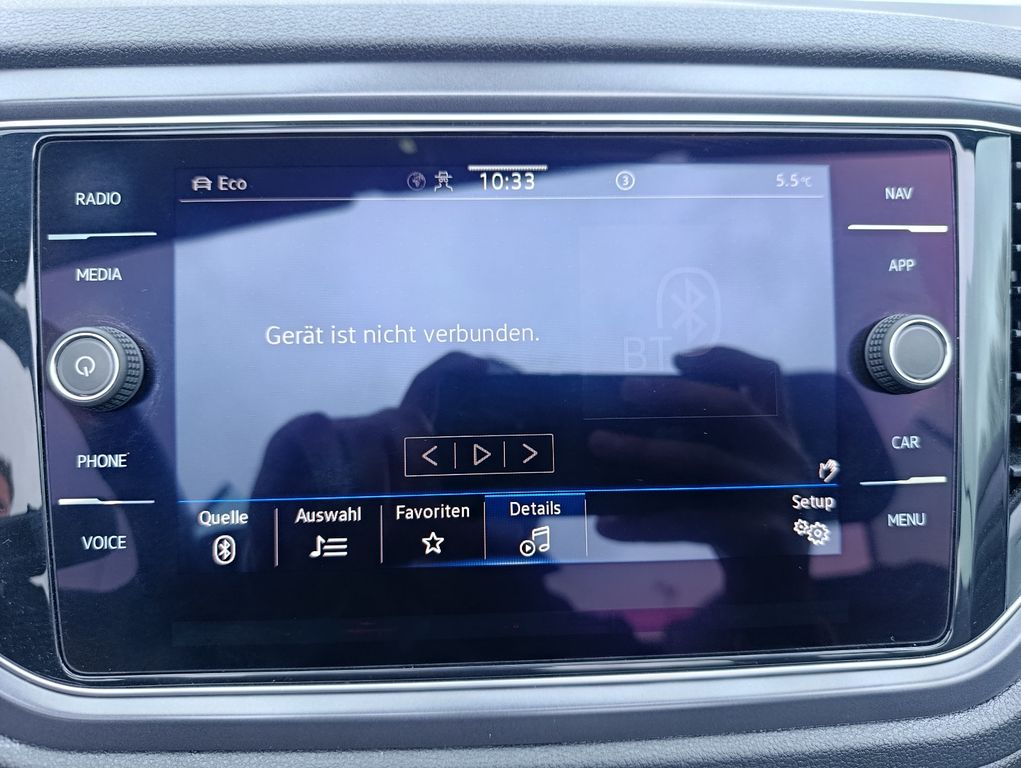 RADIO
MEDIA
PHONE
VOICE
Eco
10:33
3
5.5°C
Gerät ist nicht verbunden.
BT
Quelle
Auswahl
Favoriten
Details
Setup
NAV
APP
CAR
MENU